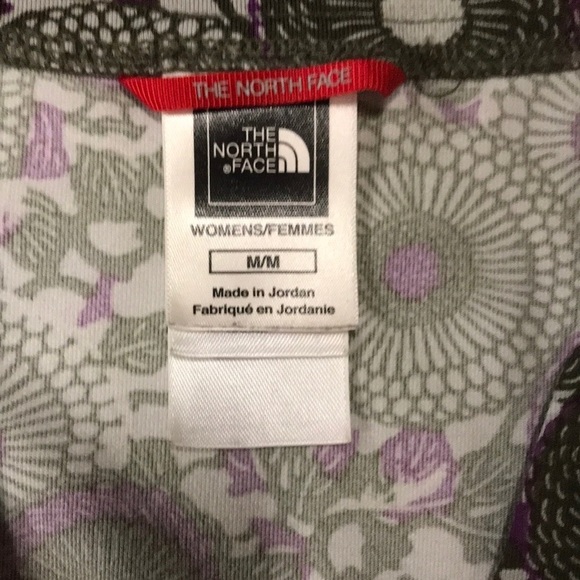 THE NORTH FACE
THE
NORTH
®FACE
WOMENS/FEMMES
M/M
Made in Jordan
Fabriqué en Jordanie